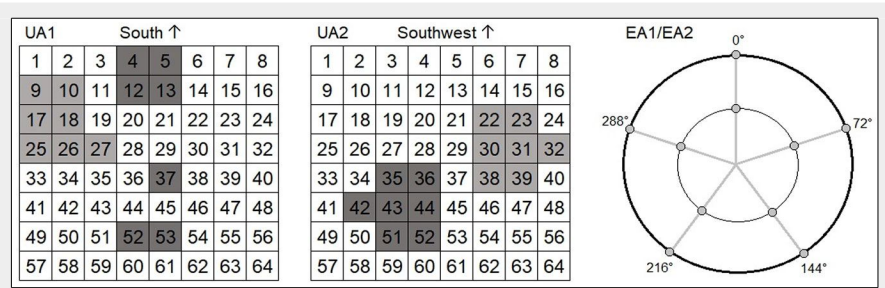 UA1 South ↑
1 2 3 4 5 6 7 8
9 10 11 12 13 14 15 16
17 18 19 20 21 22 23 24
25 26 27 28 29 30 31 32
33 34 35 36 37 38 39 40
41 42 43 44 45 46 47 48
49 50 51 52 53 54 55 56
57 58 59 60 61 62 63 64
UA2 Southwest ↑
1 2 3 4 5 6 7 8
9 10 11 12 13 14 15 16
17 18 19 20 21 22 23 24
25 26 27 28 29 30 31 32
33 34 35 36 37 38 39 40
41 42 43 44 45 46 47 48
49 50 51 52 53 54 55 56
57 58 59 60 61 62 63 64
EA1/EA2
0°
288°
72°
216°
144°